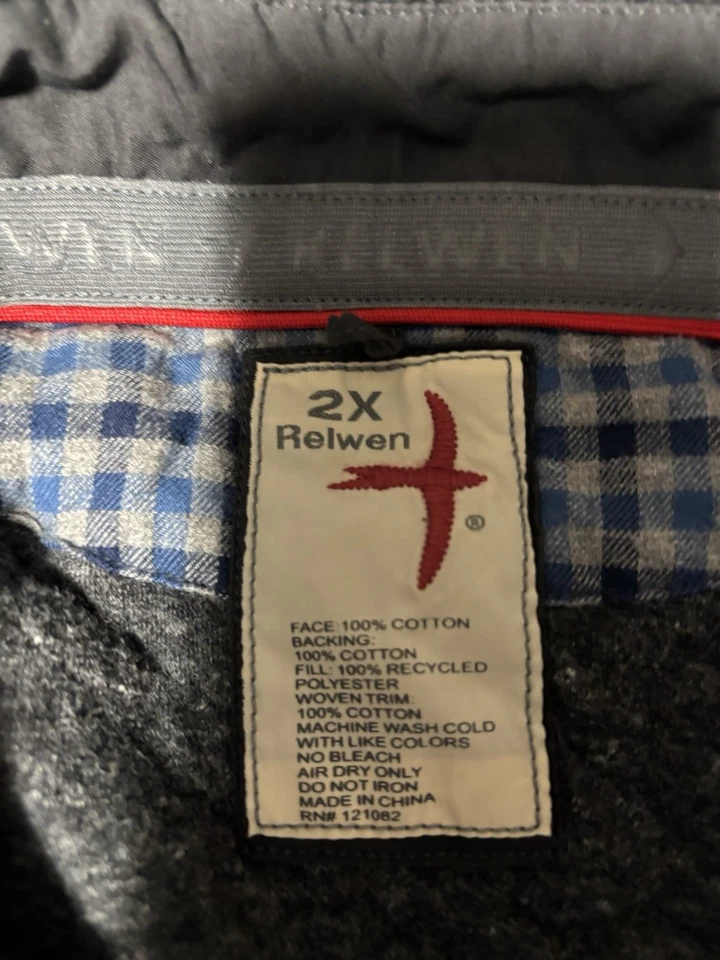 WEN RELWEN
2X
Relwen
®
FACE: 100% COTTON
BACKING:
100% COTTON
FILL: 100% RECYCLED
POLYESTER
WOVEN TRIM:
100% COTTON
MACHINE WASH COLD
WITH LIKE COLORS
NO BLEACH
AIR DRY ONLY
DO NOT IRON
MADE IN CHINA
RN# 121082